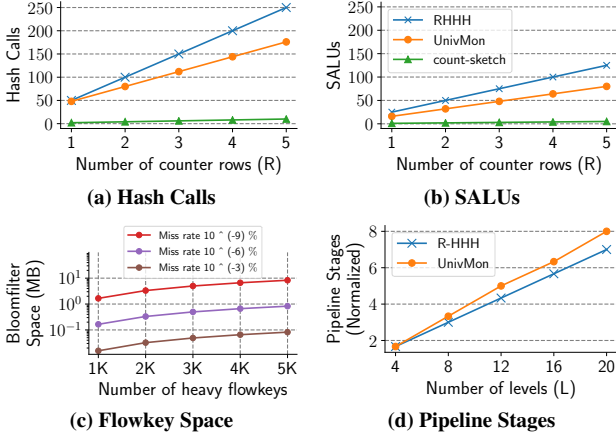 250
200
150
100
50
0
Hash Calls
1 2 3 4 5
Number of counter rows (R)
(a) Hash Calls
250
200
150
100
50
0
SALUs
RHHH
UnivMon
count-sketch
1 2 3 4 5
Number of counter rows (R)
(b) SALUs
Miss rate 10 ^ (-9) %
Miss rate 10 ^ (-6) %
Miss rate 10 ^ (-3) %
Bloomfilter
Space (MB)
10^1
10^0
10^−1
1K 2K 3K 4K 5K
Number of heavy flowkeys
(c) Flowkey Space
Pipeline Stages
(Normalized)
8
6
4
2
R-HHH
UnivMon
4 8 12 16 20
Number of levels (L)
(d) Pipeline Stages